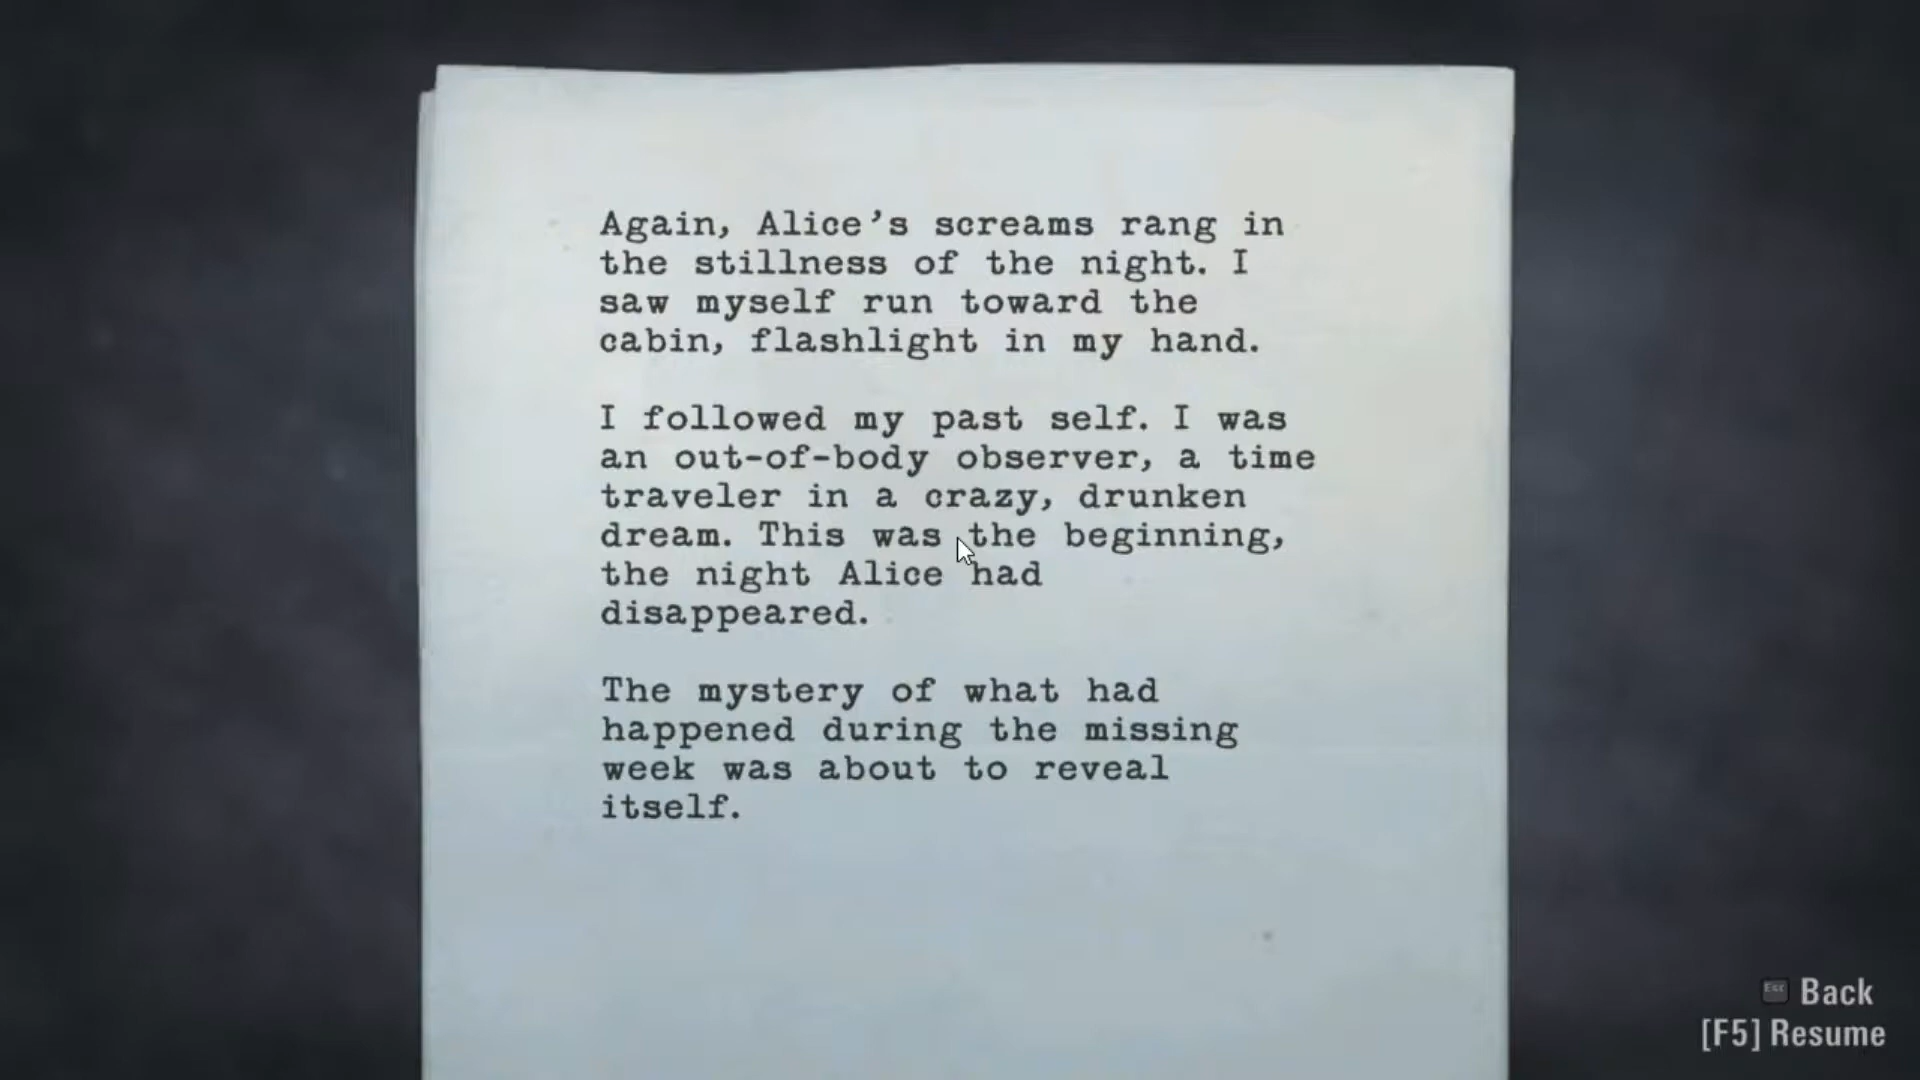 Again, Alice’s screams rang in
the stillness of the night. I
saw myself run toward the
cabin, flashlight in my hand.
I followed my past self. I was
an out-of-body observer, a time
traveler in a crazy, drunken
dream. This was the beginning,
the night Alice had
disappeared.
The mystery of what had
happened during the missing
week was about to reveal
itself.
Esc Back
[F5] Resume